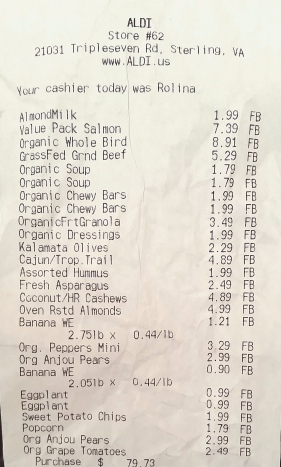 ALDI
Store #62
21031 Tripleseven Rd, Sterling, VA
www.ALDI.us
Your cashier today was Rolina
AlmondMilk 1.99 FB
Value Pack Salmon 7.39 FB
Organic Whole Bird 8.91 FB
GrassFed Grnd Beef 5.29 FB
Organic Soup 1.79 FB
Organic Soup 1.79 FB
Organic Chewy Bars 1.99 FB
Organic Chewy Bars 1.99 FB
OrganicFrtGranola 3.49 FB
Organic Dressings 1.99 FB
Kalamata Olives 2.29 FB
Cajun/Trop.Trail 4.89 FB
Assorted Hummus 1.99 FB
Fresh Asparagus 2.49 FB
Coconut/HR Cashews 4.89 FB
Oven Rstd Almonds 4.99 FB
Banana WE 1.21 FB
2.75lb x 0.44/lb
Org. Peppers Mini 3.29 FB
Org Anjou Pears 2.99 FB
Banana WE 0.90 FB
2.05lb x 0.44/lb
Eggplant 0.99 FB
Eggplant 0.99 FB
Sweet Potato Chips 1.99 FB
Popcorn 1.79 FB
Org Anjou Pears 2.99 FB
Org Grape Tomatoes 2.49 FB
Purchase $ 79.73